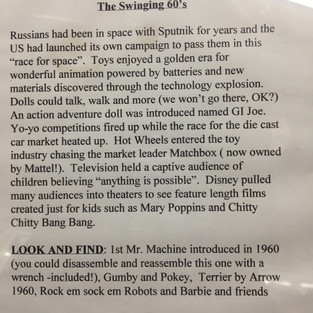 The Swinging 60's
Russians had been in space with Sputnik for years and the
US had launched its own campaign to pass them in this
"race for space".  Toys enjoyed a golden era for
wonderful animation powered by batteries and new
materials discovered through the technology explosion.
Dolls could talk, walk and more (we won't go there, OK?)
An action adventure doll was introduced named GI Joe.
Yo-yo competitions fired up while the race for the die cast
car market heated up.  Hot Wheels entered the toy
industry chasing the market leader Matchbox ( now owned
by Mattel!).  Television held a captive audience of
children believing "anything is possible".  Disney pulled
many audiences into theaters to see feature length films
created just for kids such as Mary Poppins and Chitty
Chitty Bang Bang.
LOOK AND FIND: 1st Mr. Machine introduced in 1960
(you could disassemble and reassemble this one with a
wrench -included!), Gumby and Pokey,  Terrier by Arrow
1960, Rock em sock em Robots and Barbie and friends